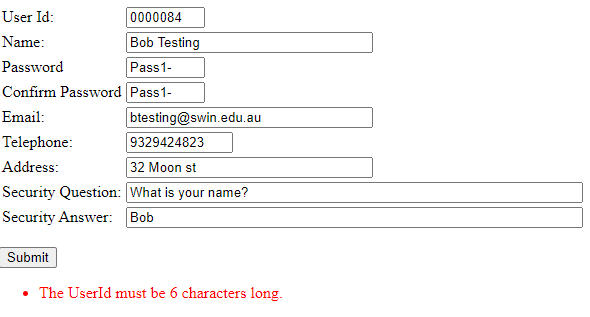 User Id: 0000084
Name: Bob Testing
Password Pass1-
Confirm Password Pass1-
Email: btesting@swin.edu.au
Telephone: 9329424823
Address: 32 Moon st
Security Question: What is your name?
Security Answer: Bob
Submit
• The UserId must be 6 characters long.